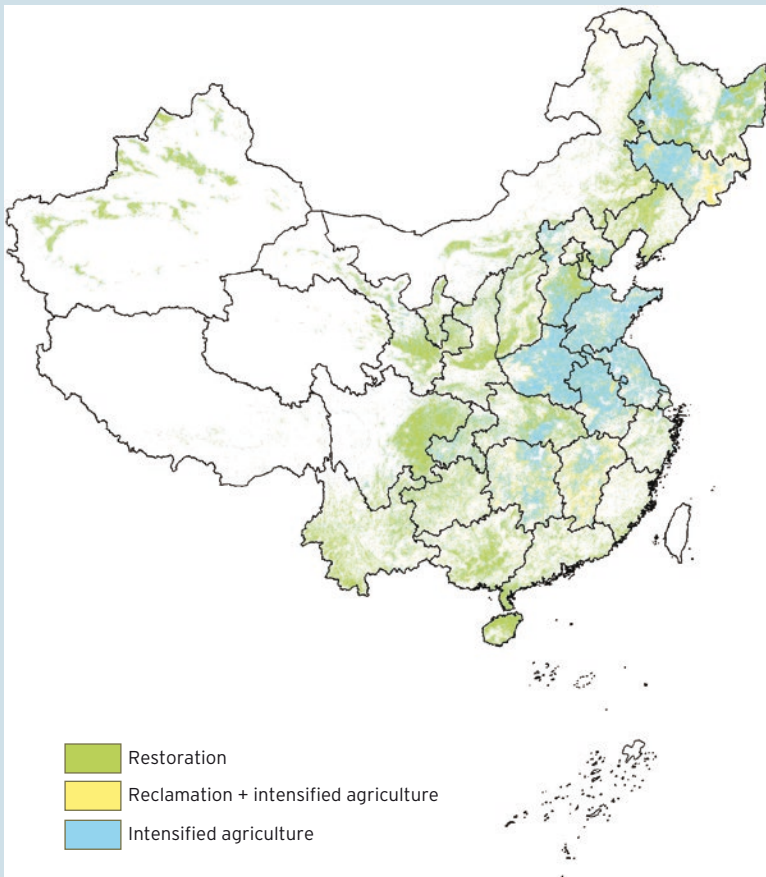 Restoration
Reclamation + intensified agriculture
Intensified agriculture